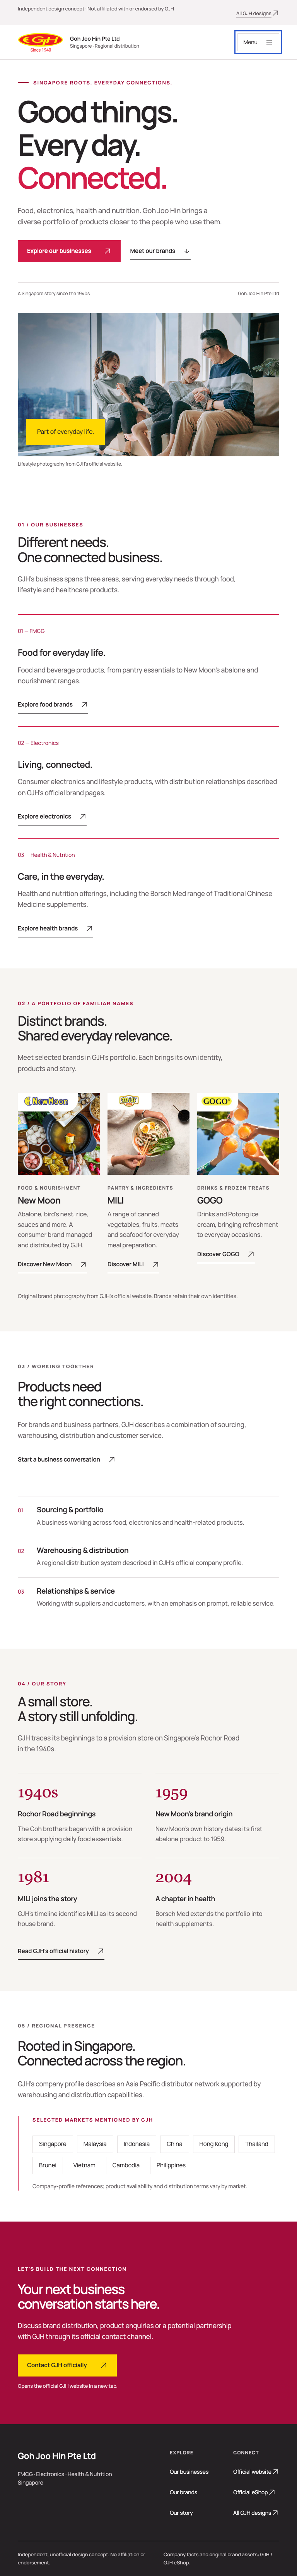 Independent design concept · Not affiliated with or endorsed by GJH
All GJH designs
GJH
Since 1943
Goh Joo Hin Pte Ltd
Singapore · Regional distribution
Menu
SINGAPORE ROOTS. EVERYDAY CONNECTIONS.
Good things.
Every day.
Connected.
Food, electronics, health and nutrition. Goh Joo Hin brings a
diverse portfolio of products closer to the people who use them.
Explore our businesses
Meet our brands
A Singapore story since the 1940s
Goh Joo Hin Pte Ltd
Part of everyday life.
Lifestyle photography from GJH's official website.
01 / OUR BUSINESSES
Different needs.
One connected business.
GJH's business spans three areas, serving everyday needs through food,
lifestyle and healthcare products.
01 — FMCG
Food for everyday life.
Food and beverage products, from pantry essentials to New Moon's abalone and
nourishment ranges.
Explore food brands
02 — Electronics
Living, connected.
Consumer electronics and lifestyle products, with distribution relationships described
on GJH's official brand pages.
Explore electronics
03 — Health & Nutrition
Care, in the everyday.
Health and nutrition offerings, including the Borsch Med range of Traditional Chinese
Medicine supplements.
Explore health brands
02 / A PORTFOLIO OF FAMILIAR NAMES
Distinct brands.
Shared everyday relevance.
Meet selected brands in GJH's portfolio. Each brings its own identity,
products and story.
New Moon
MILI
GOGO
FOOD & NOURISHMENT
New Moon
Abalone, bird's nest, rice,
sauces and more. A
consumer brand managed
and distributed by GJH.
Discover New Moon
PANTRY & INGREDIENTS
MILI
A range of canned
vegetables, fruits, meats
and seafood for everyday
meal preparation.
Discover MILI
DRINKS & FROZEN TREATS
GOGO
Drinks and Potong ice
cream, bringing refreshment
to everyday occasions.
Discover GOGO
Original brand photography from GJH's official website. Brands retain their own identities.
03 / WORKING TOGETHER
Products need
the right connections.
For brands and business partners, GJH describes a combination of sourcing,
warehousing, distribution and customer service.
Start a business conversation
01
Sourcing & portfolio
A business working across food, electronics and health-related products.
02
Warehousing & distribution
A regional distribution system described in GJH's official company profile.
03
Relationships & service
Working with suppliers and customers, with an emphasis on prompt, reliable service.
04 / OUR STORY
A small store.
A story still unfolding.
GJH traces its beginnings to a provision store on Singapore's Rochor Road
in the 1940s.
1940s
Rochor Road beginnings
The Goh brothers began with a provision
store supplying daily food essentials.
1959
New Moon's brand origin
New Moon's own history dates its first
abalone product to 1959.
1981
MILI joins the story
GJH's timeline identifies MILI as its second
house brand.
2004
A chapter in health
Borsch Med extends the portfolio into
health supplements.
Read GJH's official history
05 / REGIONAL PRESENCE
Rooted in Singapore.
Connected across the region.
GJH's company profile describes an Asia Pacific distributor network supported by
warehousing and distribution capabilities.
SELECTED MARKETS MENTIONED BY GJH
Singapore
Malaysia
Indonesia
China
Hong Kong
Thailand
Brunei
Vietnam
Cambodia
Philippines
Company-profile references; product availability and distribution terms vary by market.
LET'S BUILD THE NEXT CONNECTION
Your next business
conversation starts here.
Discuss brand distribution, product enquiries or a potential partnership
with GJH through its official contact channel.
Contact GJH officially
Opens the official GJH website in a new tab.
Goh Joo Hin Pte Ltd
FMCG · Electronics · Health & Nutrition
Singapore
EXPLORE
Our businesses
Our brands
Our story
CONNECT
Official website
Official eShop
All GJH designs
Independent, unofficial design concept. No affiliation or
endorsement.
Company facts and original brand assets: GJH /
GJH eShop.